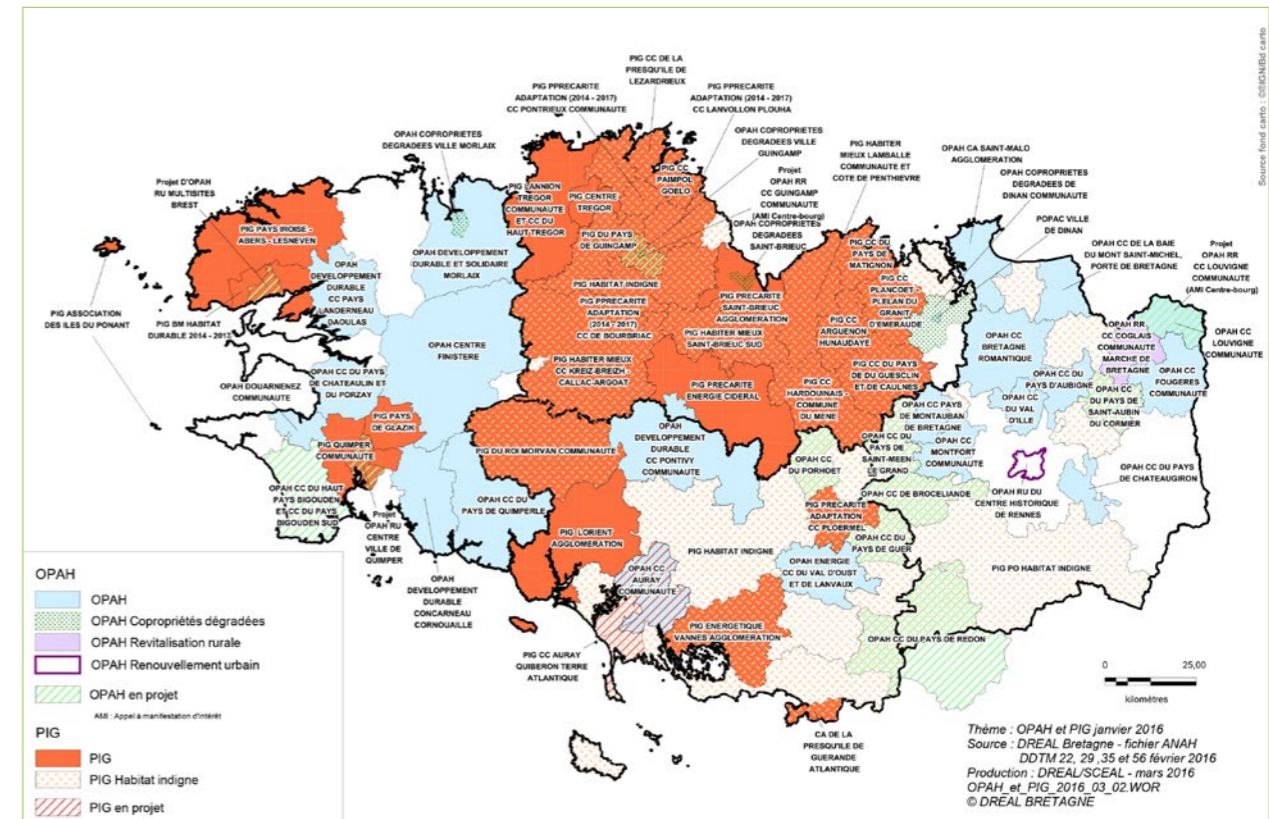 PIG CC DE LA
PRESQU'ILE DE
LEZARDRIEUX
PIG PPRECARITE
ADAPTATION (2014 - 2017)
CC PONTRIEUX COMMUNAUTE
PIG PPRECARITE
ADAPTATION (2014 - 2017)
CC LANVOLLON PLOUHA
OPAH COPROPRIETES
DEGRADEES VILLE MORLAIX
OPAH COPROPRIETES
DEGRADEES VILLE
GUINGAMP
PIG HABITER
MIEUX LAMBALLE
COMMUNAUTE ET
COTE DE PENTHIEVRE
OPAH CA SAINT-MALO
AGGLOMERATION
OPAH COPROPRIETES
DEGRADEES DE
DINAN COMMUNAUTE
Projet
OPAH RR
CC GUINGAMP
COMMUNAUTE
(AMI Centre-bourg)
OPAH COPROPRIETES
DEGRADEES
SAINT-BRIEUC
POPAC VILLE
DE DINAN
OPAH CC DE LA BAIE
DU MONT SAINT-MICHEL,
PORTE DE BRETAGNE
Projet
OPAH RR
CC LOUVIGNE
COMMUNAUTE
(AMI Centre-bourg)
Projet D'OPAH
RU MULTISITES
BREST
PIG PAYS IROISE -
ABERS - LESNEVEN
PIG LANNION
TREGOR
COMMUNAUTE
ET CC DU
HAUT-TREGOR
PIG CENTRE
TREGOR
PIG CC
PAIMPOL
GOELO
PIG DU PAYS
DE GUINGAMP
OPAH DEVELOPPEMENT
DURABLE ET SOLIDAIRE
MORLAIX
OPAH
DEVELOPPEMENT
DURABLE
CC PAYS
LANDERNEAU
DAOULAS
PIG CC DU
PAYS DE
MATIGNON
PIG CC
PLANCOET -
PLELAN DU
GRANIT
D'EMERAUDE
PIG HABITAT INDIGNE
PIG PPRECARITE
ADAPTATION
(2014 - 2017)
CC DE BOURBRIAC
PIG PRECARITE
SAINT-BRIEUC
AGGLOMERATION
PIG HABITER MIEUX
SAINT-BRIEUC SUD
PIG CC
ARGUENON
HUNAUDAYE
PIG ASSOCIATION
DES ILES DU PONANT
PIG BM HABITAT
DURABLE 2014 - 2017
OPAH CENTRE
FINISTERE
PIG HABITER MIEUX
CC KREIZ-BREIZH -
CALLAC-ARGOAT
PIG PRECARITE
ENERGIE CIDERAL
PIG CC
HARDOUINAIS -
COMMUNE
DU MENE
PIG CC DU PAYS
DE DU GUESCLIN
ET DE CAULNES
OPAH CC
BRETAGNE
ROMANTIQUE
OPAH CC DU
PAYS D'AUBIGNE
OPAH CC
DU VAL
D'ILLE
OPAH RR
CC COGLAIS
COMMUNAUTE
MARCHE DE
BRETAGNE
OPAH CC
LOUVIGNE
COMMUNAUTE
OPAH CC
FOUGERES
COMMUNAUTE
OPAH CC
DU PAYS DE
SAINT-AUBIN
DU CORMIER
OPAH DOUARNENEZ
COMMUNAUTE
OPAH CC DU PAYS
DE CHATEAULIN ET
DU PORZAY
PIG PAYS
DE GLAZIK
PIG QUIMPER
COMMUNAUTE
PIG DU ROI MORVAN COMMUNAUTE
OPAH
DEVELOPPEMENT
DURABLE
CC PONTIVY
COMMUNAUTE
OPAH CC
DU PORHOET
OPAH CC PAYS
DE MONTAUBAN
DE BRETAGNE
OPAH CC DU
PAYS DE
SAINT-MEEN
LE GRAND
OPAH CC
MONTFORT
COMMUNAUTE
OPAH CC DE BROCELIANDE
OPAH RU DU
CENTRE HISTORIQUE
DE RENNES
OPAH CC DU PAYS
DE CHATEAUGIRON
OPAH CC DU HAUT
PAYS BIGOUDEN
ET CC DU PAYS
BIGOUDEN SUD
Projet
OPAH RU
CENTRE
VILLE DE
QUIMPER
OPAH CC DU
PAYS DE QUIMPERLE
OPAH
DEVELOPPEMENT
DURABLE
CONCARNEAU
CORNOUAILLE
PIG LORIENT
AGGLOMERATION
PIG PRECARITE
ADAPTATION
CC PLOERMEL
OPAH CC DU
PAYS DE GUER
PIG HABITAT INDIGNE
OPAH ENERGIE
CC DU VAL D'OUST
ET DE LANVAUX
PIG PO HABITAT INDIGNE
OPAH CC
AURAY
COMMUNAUTE
PIG ENERGETIQUE
VANNES AGGLOMERATION
OPAH CC DU PAYS DE REDON
PIG CC AURAY
QUIBERON TERRE
ATLANTIQUE
CA DE LA
PRESQU'ILE DE
GUERANDE
ATLANTIQUE
OPAH
OPAH
OPAH Copropriétés dégradées
OPAH Revitalisation rurale
OPAH Renouvellement urbain
OPAH en projet
AMI : Appel à manifestation d'intérêt
PIG
PIG
PIG Habitat indigne
PIG en projet
0 25,00
kilomètres
Thème : OPAH et PIG janvier 2016
Source : DREAL Bretagne - fichier ANAH
DDTM 22, 29 ,35 et 56 février 2016
Production : DREAL/SCEAL - mars 2016
OPAH_et_PIG_2016_03_02.WOR
© DREAL BRETAGNE
Source fond carto : ©IGN/Bd carto